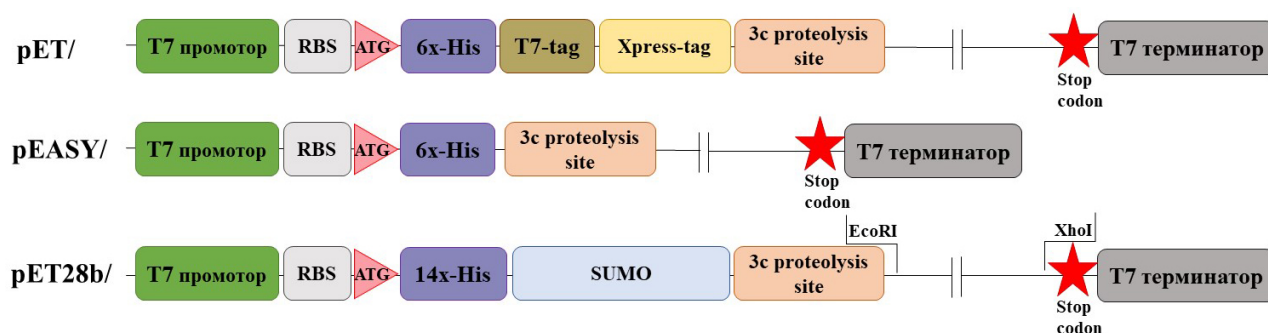 pET/
T7 промотор
RBS
ATG
6x-His
T7-tag
Xpress-tag
3c proteolysis
site
Stop
codon
T7 терминатор
pEASY/
T7 промотор
RBS
ATG
6x-His
3c proteolysis
site
Stop
codon
T7 терминатор
pET28b/
T7 промотор
RBS
ATG
14x-His
SUMO
3c proteolysis
site
EcoRI
XhoI
Stop
codon
T7 терминатор